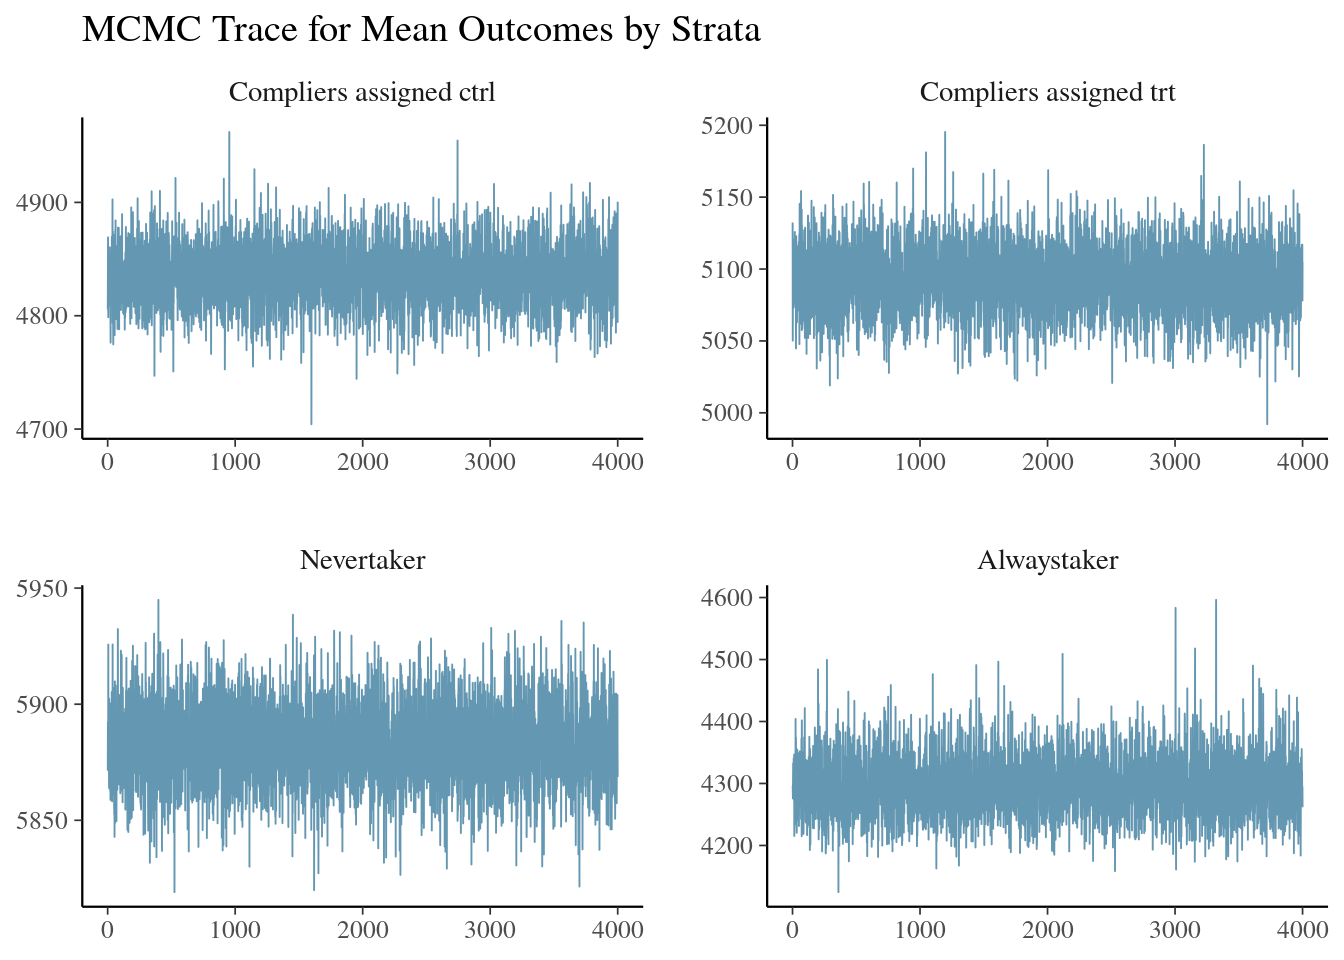 MCMC Trace for Mean Outcomes by Strata
Compliers assigned ctrl
4900
4800
4700
0 1000 2000 3000 4000
Compliers assigned trt
5200
5150
5100
5050
5000
0 1000 2000 3000 4000
Nevertaker
5950
5900
5850
0 1000 2000 3000 4000
Alwaystaker
4600
4500
4400
4300
4200
0 1000 2000 3000 4000